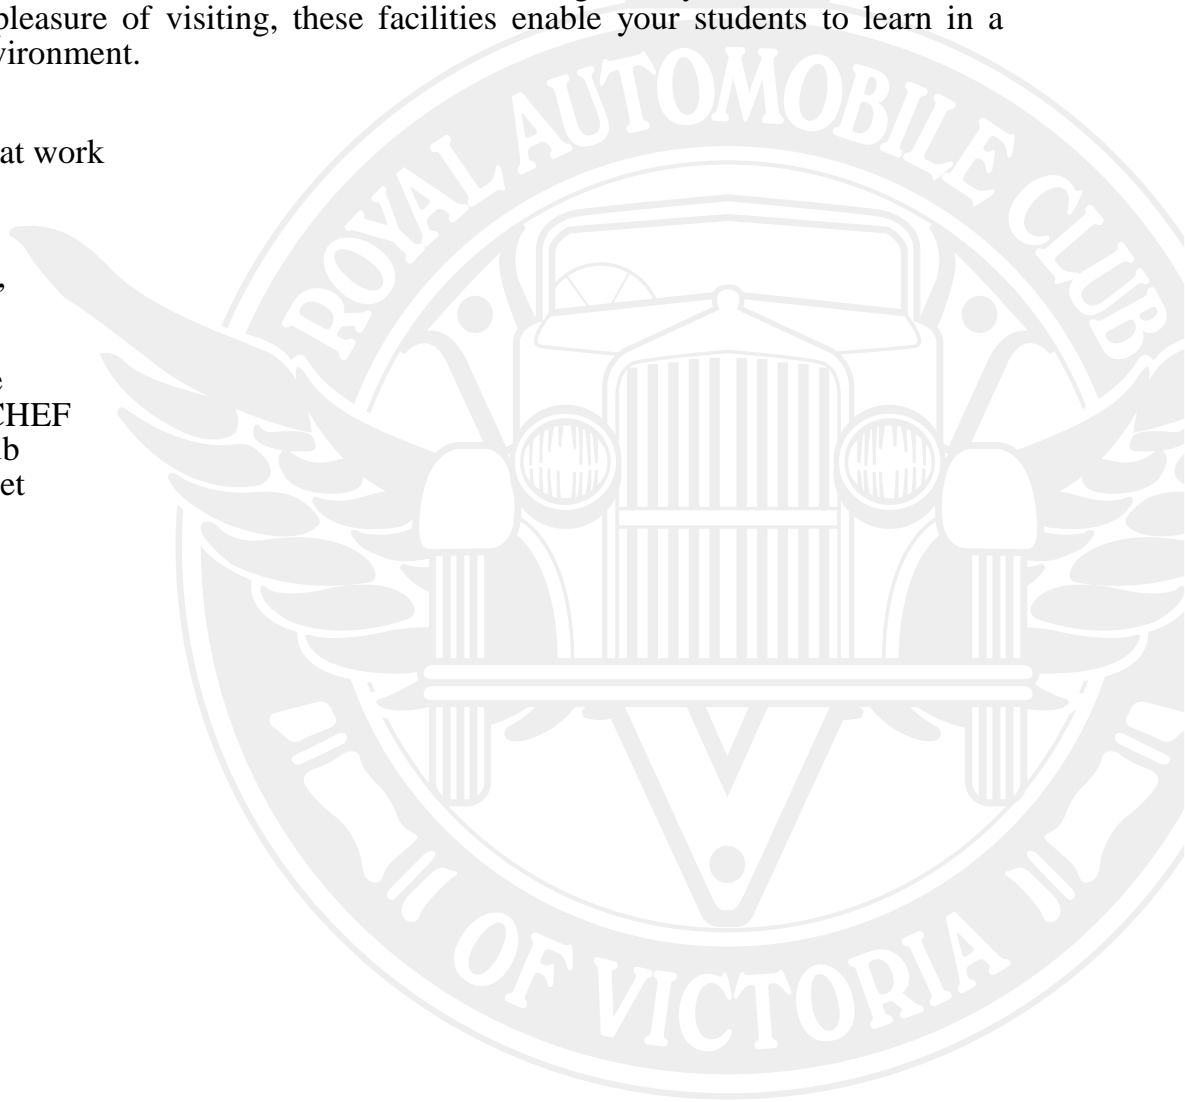 pleasure of visiting, these facilities enable your students to learn in a
vironment.
at work
,
e
CHEF
ub
et
ROYAL AUTOMOBILE CLUB
OF VICTORIA